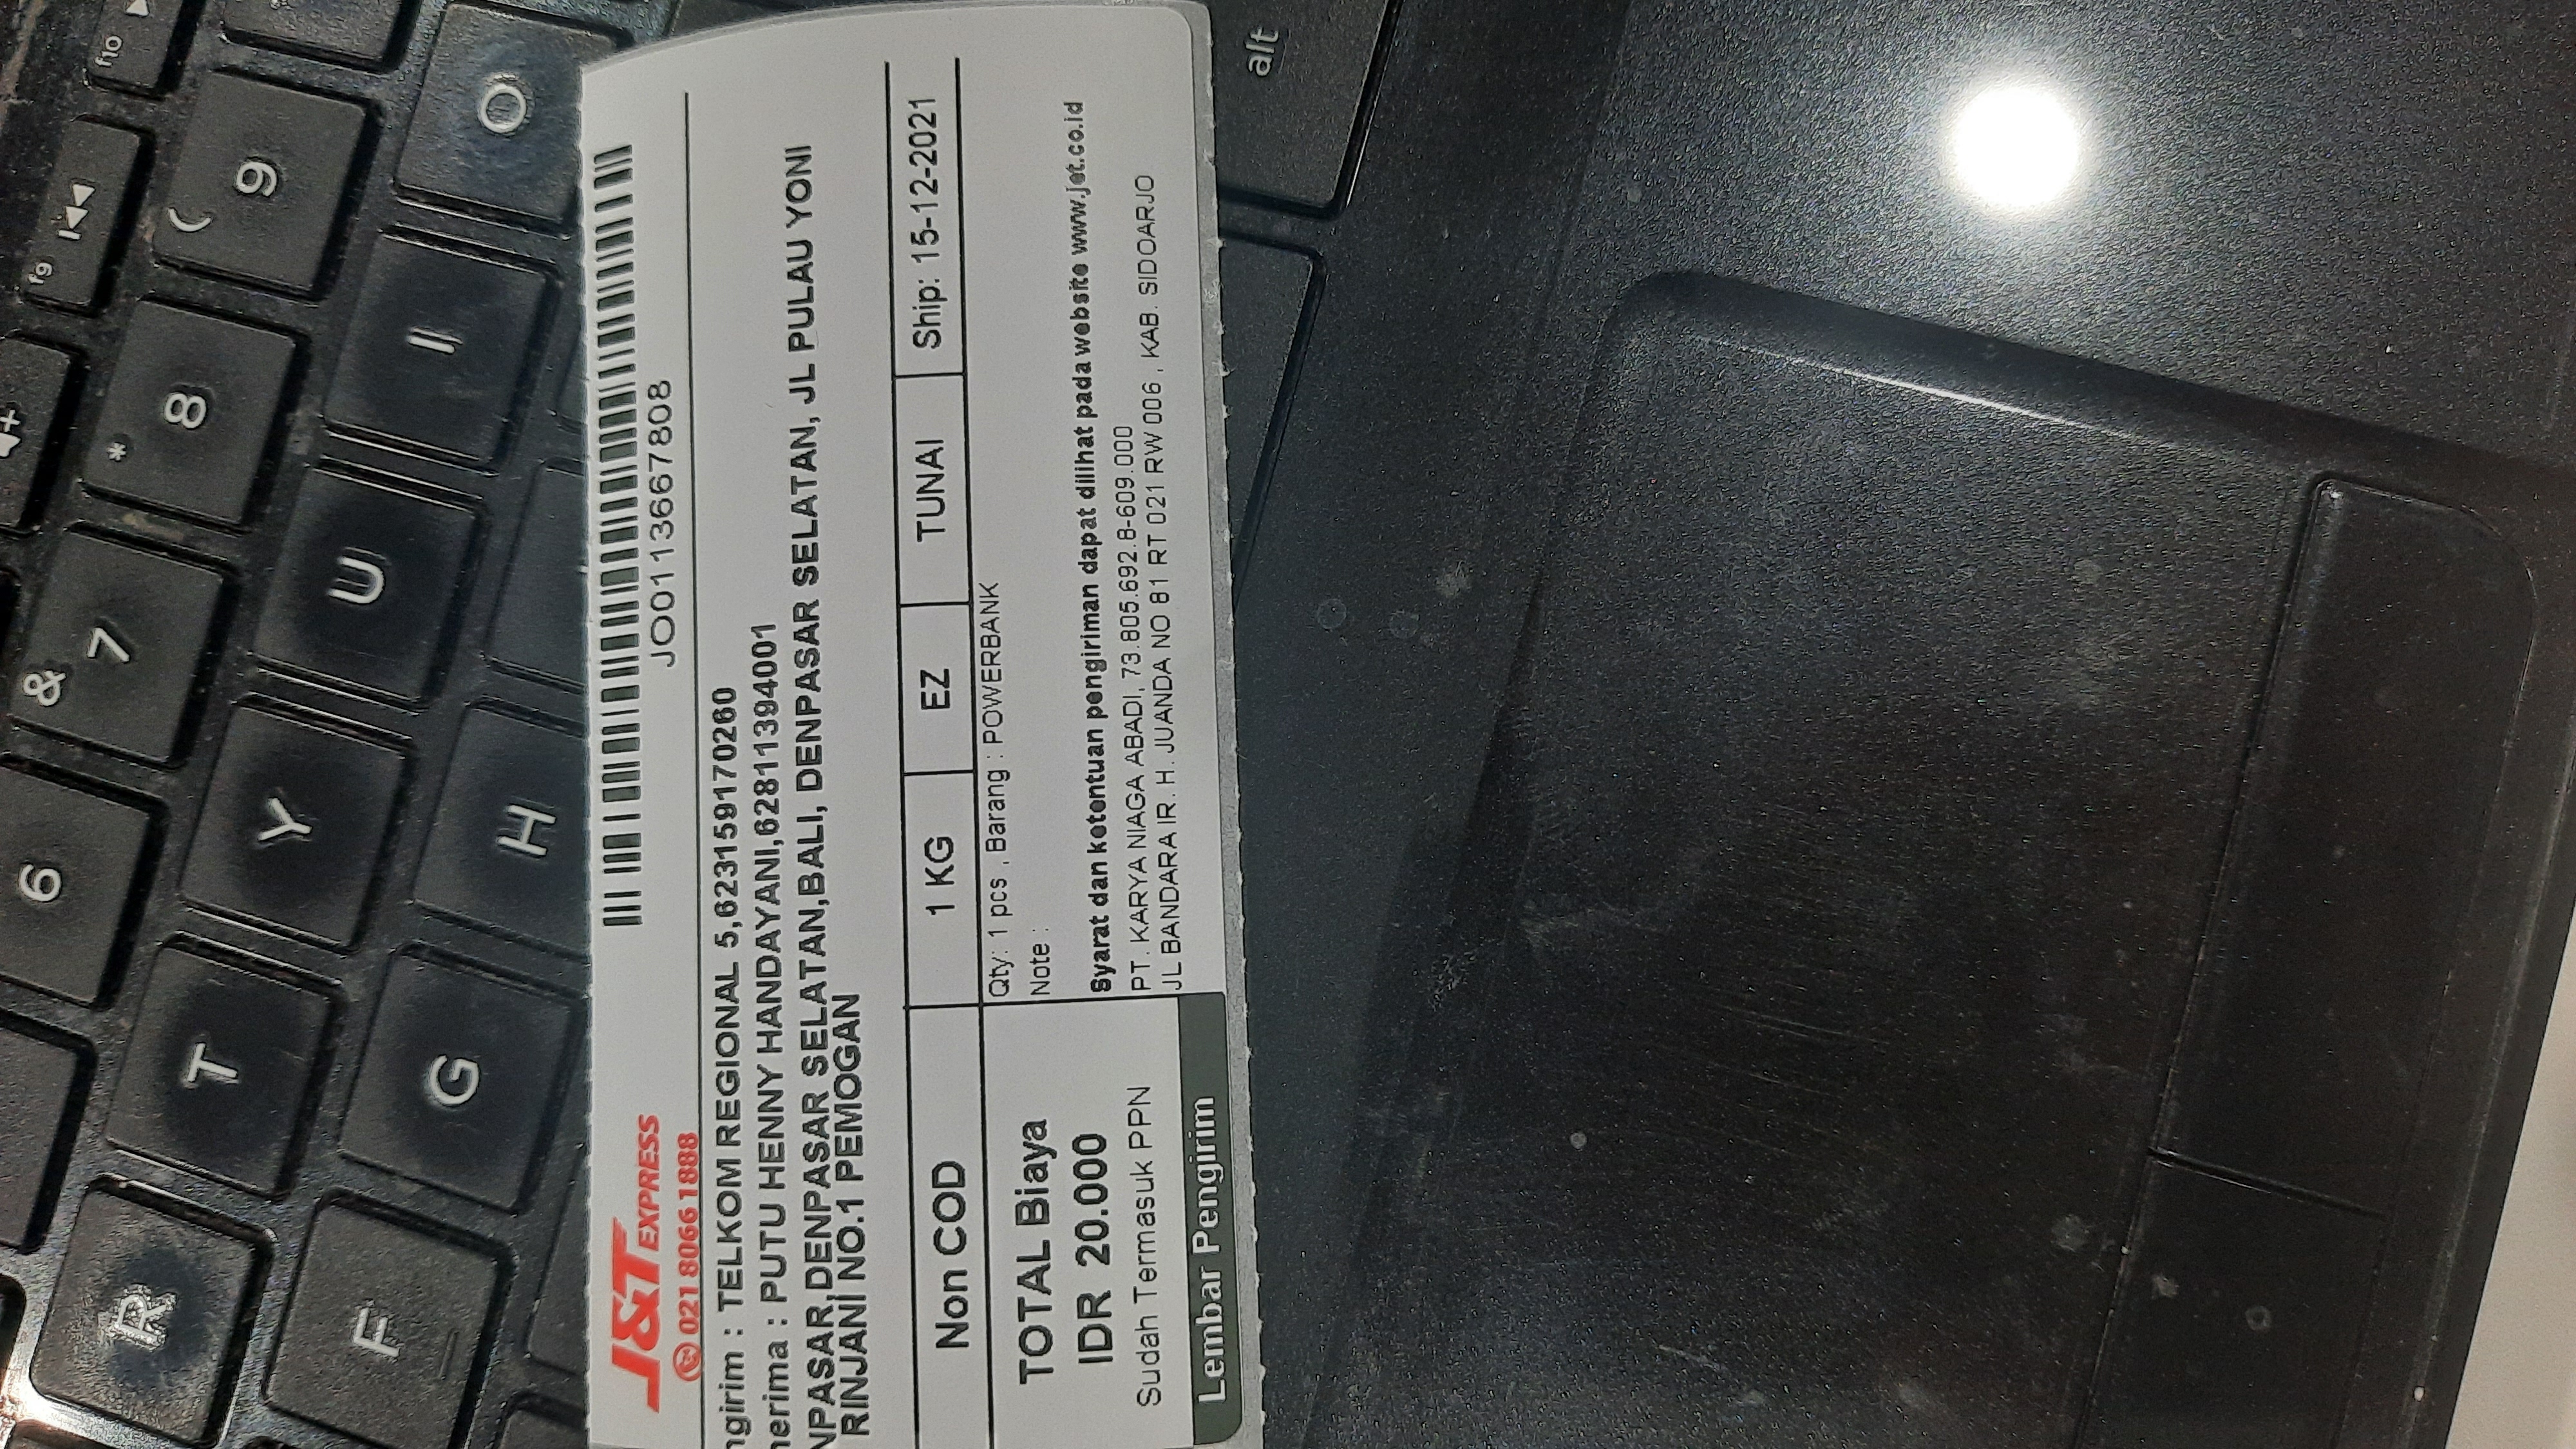 6
&
7
*
8
f9
(
9
f10
R
T
Y
U
I
O
F
G
H
J&T EXPRESS
021 8066 1888
JO0113667808
ngirim : TELKOM REGIONAL 5,623159170260
nerima : PUTU HENNY HANDAYANI,62811394001
NPASAR,DENPASAR SELATAN,BALI, DENPASAR SELATAN, JL PULAU YONI
RINJANI NO.1 PEMOGAN
Non COD
1 KG
EZ
TUNAI
Ship: 15-12-2021
TOTAL Biaya
IDR 20.000
Sudah Termasuk PPN
Lembar Pengirim
Qty: 1 pcs , Barang : POWERBANK
Note :
Syarat dan ketentuan pengiriman dapat dilihat pada website www.jet.co.id
PT. KARYA NIAGA ABADI, 73.805.692.8-609.000
JL BANDARA IR. H. JUANDA NO 81 RT 021 RW 006 , KAB. SIDOARJO
alt